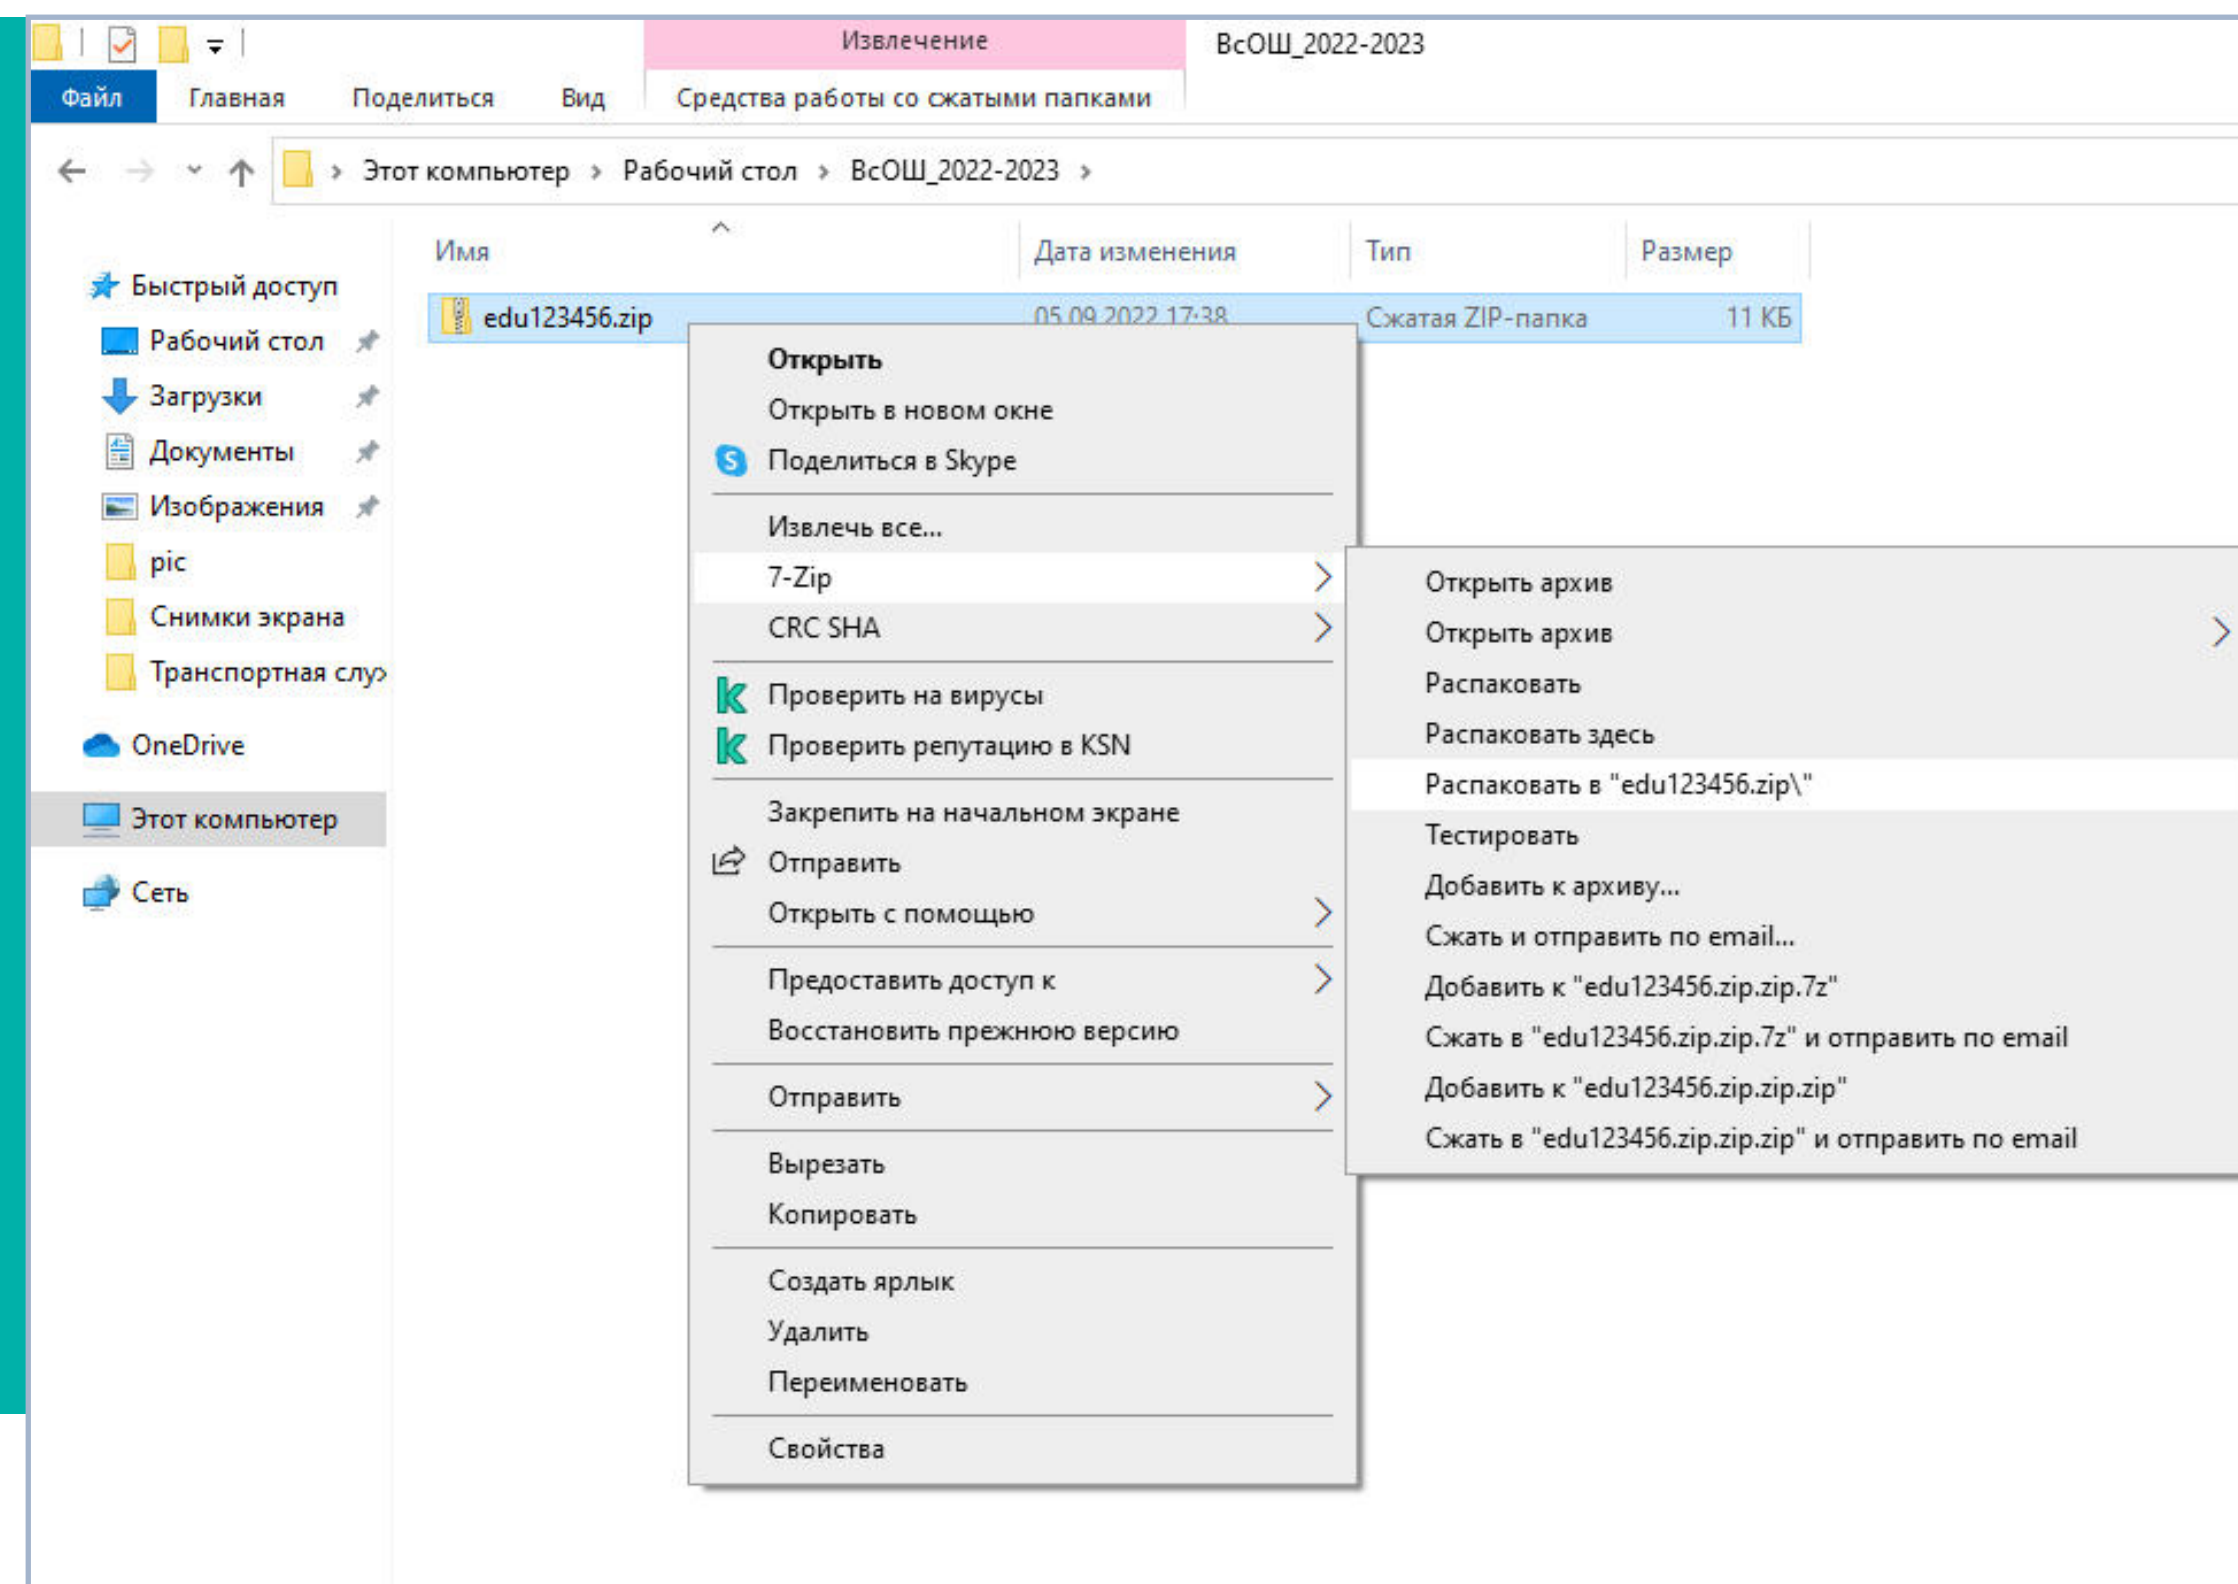 Извлечение
ВсОШ_2022-2023
Файл
Главная
Поделиться
Вид
Средства работы со сжатыми папками
Этот компьютер
Рабочий стол
ВсОШ_2022-2023
Имя
Дата изменения
Тип
Размер
Быстрый доступ
Рабочий стол
Загрузки
Документы
Изображения
pic
Снимки экрана
Транспортная слу
OneDrive
Этот компьютер
Сеть
edu123456.zip
05.09.2022 17:38
Сжатая ZIP-папка
11 КБ
Открыть
Открыть в новом окне
Поделиться в Skype
Извлечь все...
7-Zip
CRC SHA
Проверить на вирусы
Проверить репутацию в KSN
Закрепить на начальном экране
Отправить
Открыть с помощью
Предоставить доступ к
Восстановить прежнюю версию
Отправить
Вырезать
Копировать
Создать ярлык
Удалить
Переименовать
Свойства
Открыть архив
Открыть архив
Распаковать
Распаковать здесь
Распаковать в "edu123456.zip\"
Тестировать
Добавить к архиву...
Сжать и отправить по email...
Добавить к "edu123456.zip.zip.7z"
Сжать в "edu123456.zip.zip.7z" и отправить по email
Добавить к "edu123456.zip.zip.zip"
Сжать в "edu123456.zip.zip.zip" и отправить по email